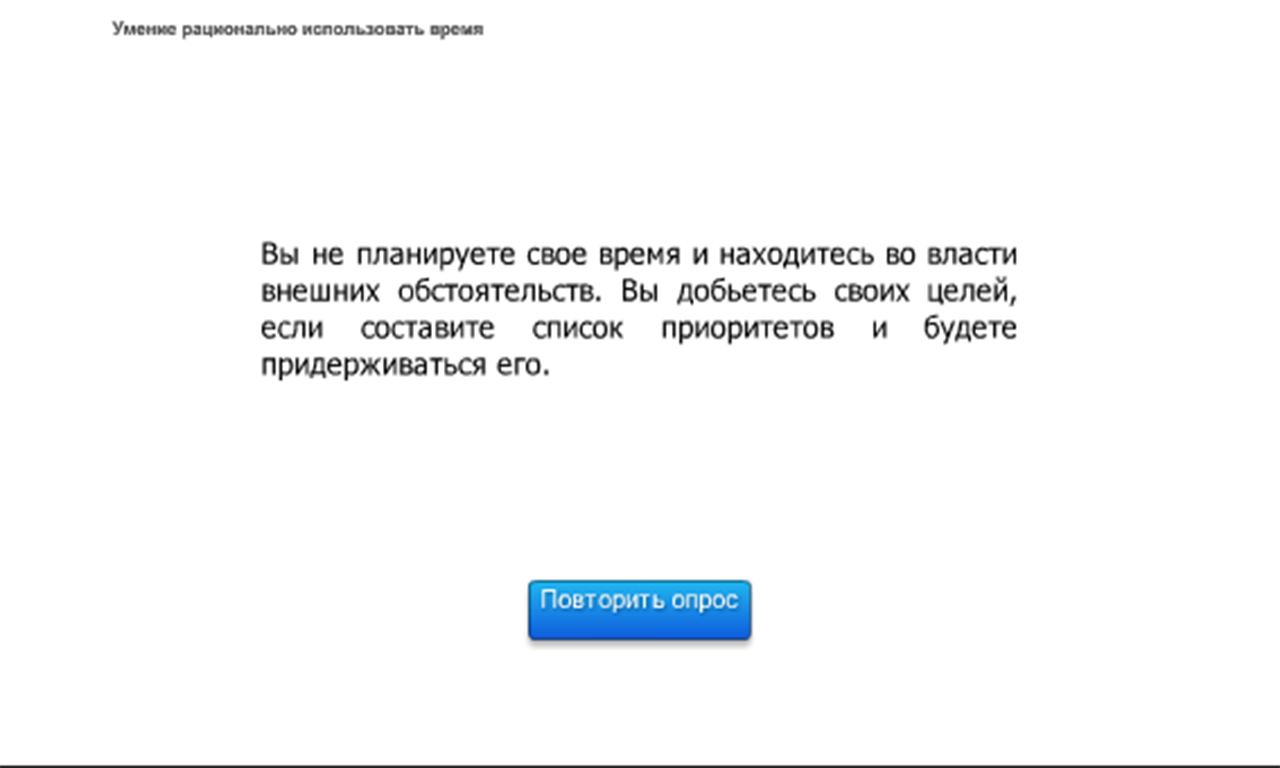 Умение рационально использовать время
Вы не планируете свое время и находитесь во власти
внешних обстоятельств. Вы добьетесь своих целей,
если составите список приоритетов и будете
придерживаться его.
Повторить опрос